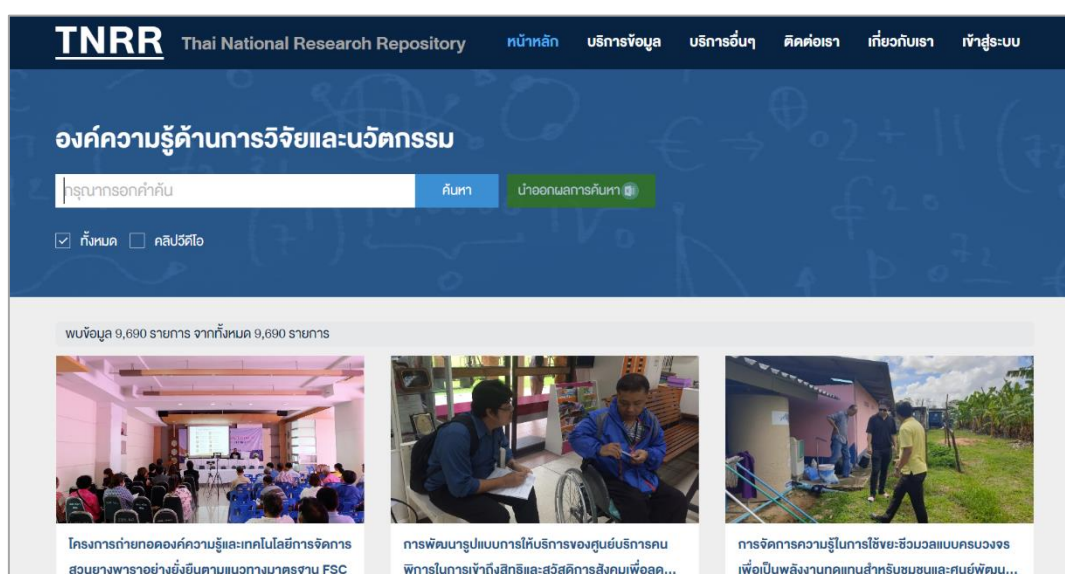 TNRR Thai National Research Repository หน้าหลัก บริการข้อมูล บริการอื่นๆ ติดต่อเรา เกี่ยวกับเรา เข้าสู่ระบบ
องค์ความรู้ด้านการวิจัยและนวัตกรรม
กรุณากรอกคำค้น ค้นหา นำออกผลการค้นหา
ทั้งหมด คลิปวีดีโอ
พบข้อมูล 9,690 รายการ จากทั้งหมด 9,690 รายการ
โครงการถ่ายทอดองค์ความรู้และเทคโนโลยีการจัดการ
สวนยางพาราอย่างยั่งยืนตามแนวทางมาตรฐาน FSC
การพัฒนารูปแบบการให้บริการของศูนย์บริการคน
พิการในการเข้าถึงสิทธิและสวัสดิการสังคมเพื่อลด...
การจัดการความรู้ในการใช้ขยะชีวมวลแบบครบวงจร
เพื่อเป็นพลังงานทดแทนสำหรับชุมชนและศูนย์พัฒน...